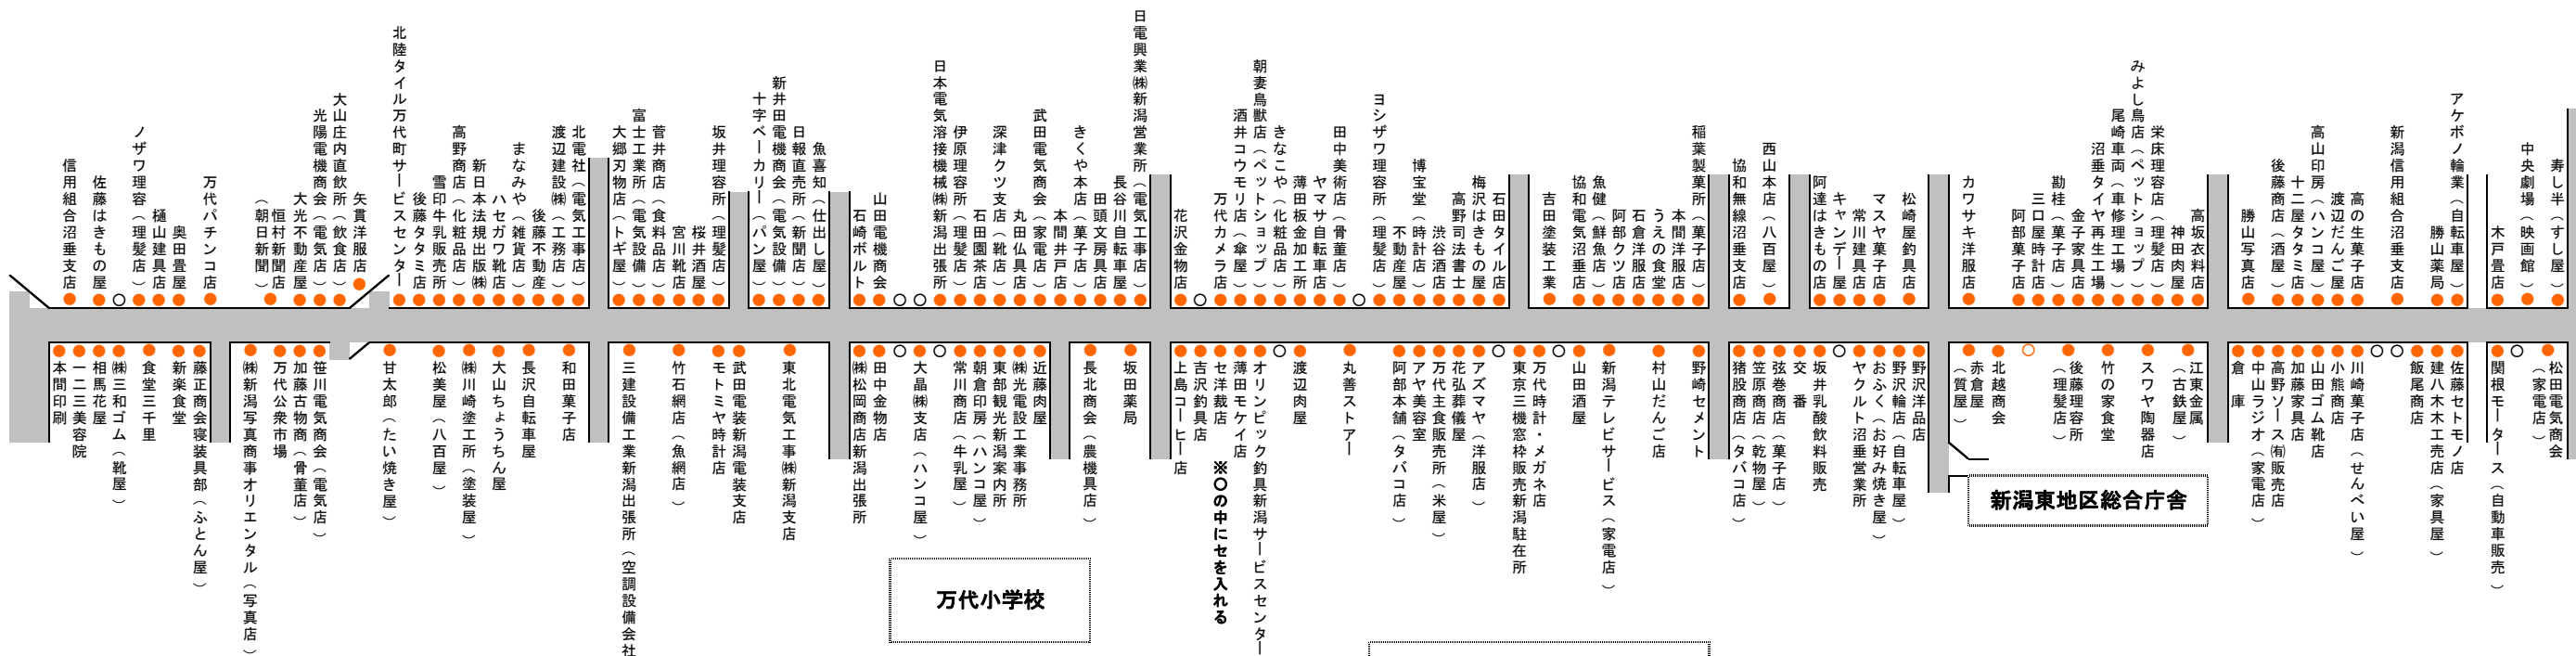 信用組合沼垂支店
佐藤はきもの屋
ノザワ理容（理髪店）
樋山建具店
奥田畳屋
万代パチンコ店
（朝日新聞）
恒村新聞店
大光不動産屋
光陽電機商会（電気店）
大山庄内直飲所（飲食店）
矢貫洋服店
北陸タイル万代町サービスセンター
後藤タタミ店
雪印牛乳販売所
高野商店（化粧品店）
新日本法規出版㈱
ハセガワ靴店
まなみや（雑貨店）
後藤不動産
渡辺建設㈱（工務店）
北電社（電気工事店）
大郷刃物店（トギ屋）
富士工業所（電気設備）
菅井商店（食料品店）
宮川靴店
桜井酒屋
坂井理容所（理髪店）
十字ベーカリー（パン屋）
新井田電機商会（電気設備）
日報直売所（新聞店）
魚喜知（仕出し屋）
石崎ボルト
山田電機商会
日本電気溶接機械㈱新潟出張所
伊原理容所（理髪店）
石田園茶店
深津クツ支店（靴店）
丸田仏具店
武田電気商会（家電店）
本間井戸店
きくや本店（菓子店）
田頭文房具店
長谷川自転車屋
日電興業㈱新潟営業所（電気工事店）
花沢金物店
万代カメラ店
酒井コウモリ店（傘屋）
朝妻鳥獣店（ペットショップ）
きなこや（化粧品店）
薄田板金加工所
ヤマサ自転車店
田中美術店（骨董店）
ヨシザワ理容所（理髪店）
不動産屋
博宝堂（時計店）
渋谷酒店
高野司法書士
梅沢はきもの屋
石田タイル店
吉田塗装工業
協和電気沼垂店
魚健（鮮魚店）
阿部クツ店
石倉洋服店
うえの食堂
本間洋服店
稲葉製菓所（菓子店）
協和無線沼垂支店
西山本店（八百屋）
阿達はきもの店
キャンデー屋
常川建具店
マスヤ菓子店
松崎屋釣具店
カワサキ洋服店
阿部菓子店
三口屋時計店
勘桂（菓子店）
金子家具店
沼垂タイヤ再生工場
尾崎車両（車修理工場）
みよし鳥店（ペットショップ）
栄床理容店（理髪店）
神田肉屋
高坂衣料店
勝山写真店
後藤商店（酒屋）
十二屋タタミ店
高山印房（ハンコ屋）
渡辺だんご屋
高の生菓子店
新潟信用組合沼垂支店
勝山薬局
アケボノ輪業（自転車屋）
木戸畳店
中央劇場（映画館）
寿し半（すし屋）
本間印刷
一二三美容院
相馬花屋
㈱三和ゴム（靴屋）
食堂三千里
新楽食堂
藤正商会寝装具部（ふとん屋）
㈱新潟写真商事オリエンタル（写真店）
万代公衆市場
加藤古物商（骨董店）
笹川電気商会（電気店）
甘太郎（たい焼き屋）
松美屋（八百屋）
㈱川崎塗工所（塗装屋）
大山ちょうちん屋
長沢自転車屋
和田菓子店
三建設備工業新潟出張所（空調設備会社
竹石網店（魚網店）
モトミヤ時計店
武田電装新潟電装支店
東北電気工事㈱新潟支店
㈱松岡商店新潟出張所
田中金物店
大晶㈱支店（ハンコ屋）
常川商店（牛乳屋）
朝倉印房（ハンコ屋）
東部観光新潟案内所
㈱光電設工業事務所
近藤肉屋
長北商会（農機具店）
坂田薬局
上島コーヒー店
吉沢釣具店
セ洋裁店
※〇の中にセを入れる
薄田モケイ店
オリンピック釣具新潟サービスセンター
渡辺肉屋
丸善ストアー
阿部本舗（タバコ店）
アヤ美容室
万代主食販売所（米屋）
花弘葬儀屋
アズマヤ（洋服店）
東京三機窓枠販売新潟駐在所
万代時計・メガネ店
山田酒屋
新潟テレビサービス（家電店）
村山だんご店
野崎セメント
猪股商店（タバコ店）
笠原商店（乾物屋）
弦巻商店（菓子店）
交番
坂井乳酸飲料販売
ヤクルト沼垂営業所
おふく（お好み焼き屋）
野沢輪店（自転車屋）
野沢洋品店
（質屋）
赤倉屋
北越商会
（理髪店）
後藤理容所
竹の家食堂
スワヤ陶器店
（古鉄屋）
江東金属
倉庫
中山ラジオ（家電店）
高野ソース㈲販売店
加藤家具店
山田ゴム靴店
小熊商店
川崎菓子店（せんべい屋）
飯尾商店
建八木木工売店（家具屋）
佐藤セトモノ店
関根モータース（自動車販売）
（家電店）
松田電気商会
万代小学校
新潟東地区総合庁舎